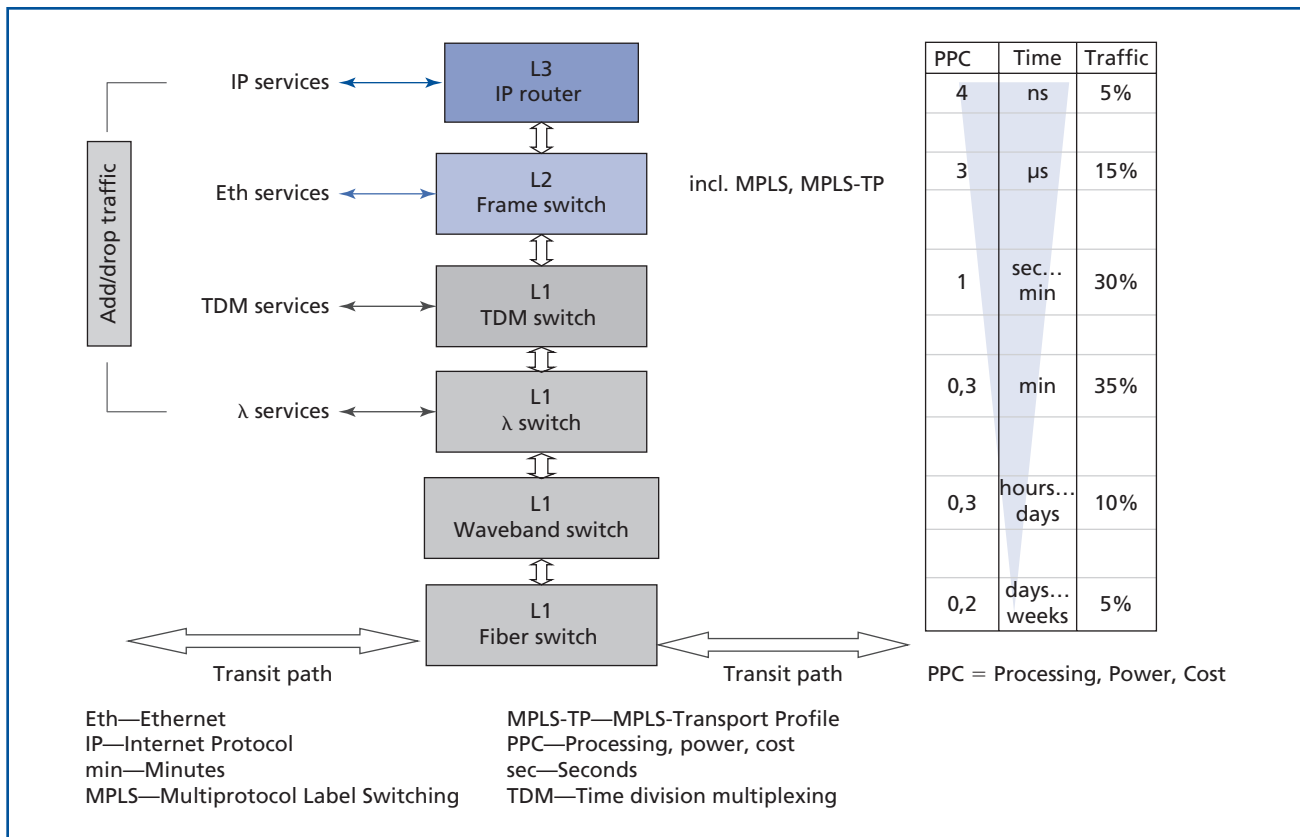 PPC Time Traffic
IP services
L3
IP router
4 ns 5%
Add/drop traffic
Eth services
L2
Frame switch
incl. MPLS, MPLS-TP
3 µs 15%
TDM services
L1
TDM switch
1 sec… min 30%
λ services
L1
λ switch
0,3 min 35%
L1
Waveband switch
0,3 hours… days 10%
L1
Fiber switch
0,2 days… weeks 5%
Transit path
Transit path
PPC = Processing, Power, Cost
Eth—Ethernet
IP—Internet Protocol
min—Minutes
MPLS—Multiprotocol Label Switching
MPLS-TP—MPLS-Transport Profile
PPC—Processing, power, cost
sec—Seconds
TDM—Time division multiplexing